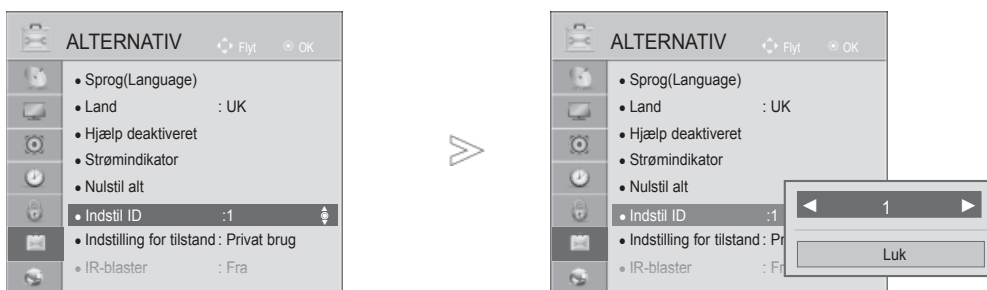 ALTERNATIV Flyt OK
• Sprog(Language)
• Land : UK
• Hjælp deaktiveret
• Strømindikator
• Nulstil alt
• Indstil ID :1
• Indstilling for tilstand : Privat brug
• IR-blaster : Fra
ALTERNATIV Flyt OK
• Sprog(Language)
• Land : UK
• Hjælp deaktiveret
• Strømindikator
• Nulstil alt
• Indstil ID :1
• Indstilling for tilstand : Pr
• IR-blaster : Fr
◄ 1 ►
Luk